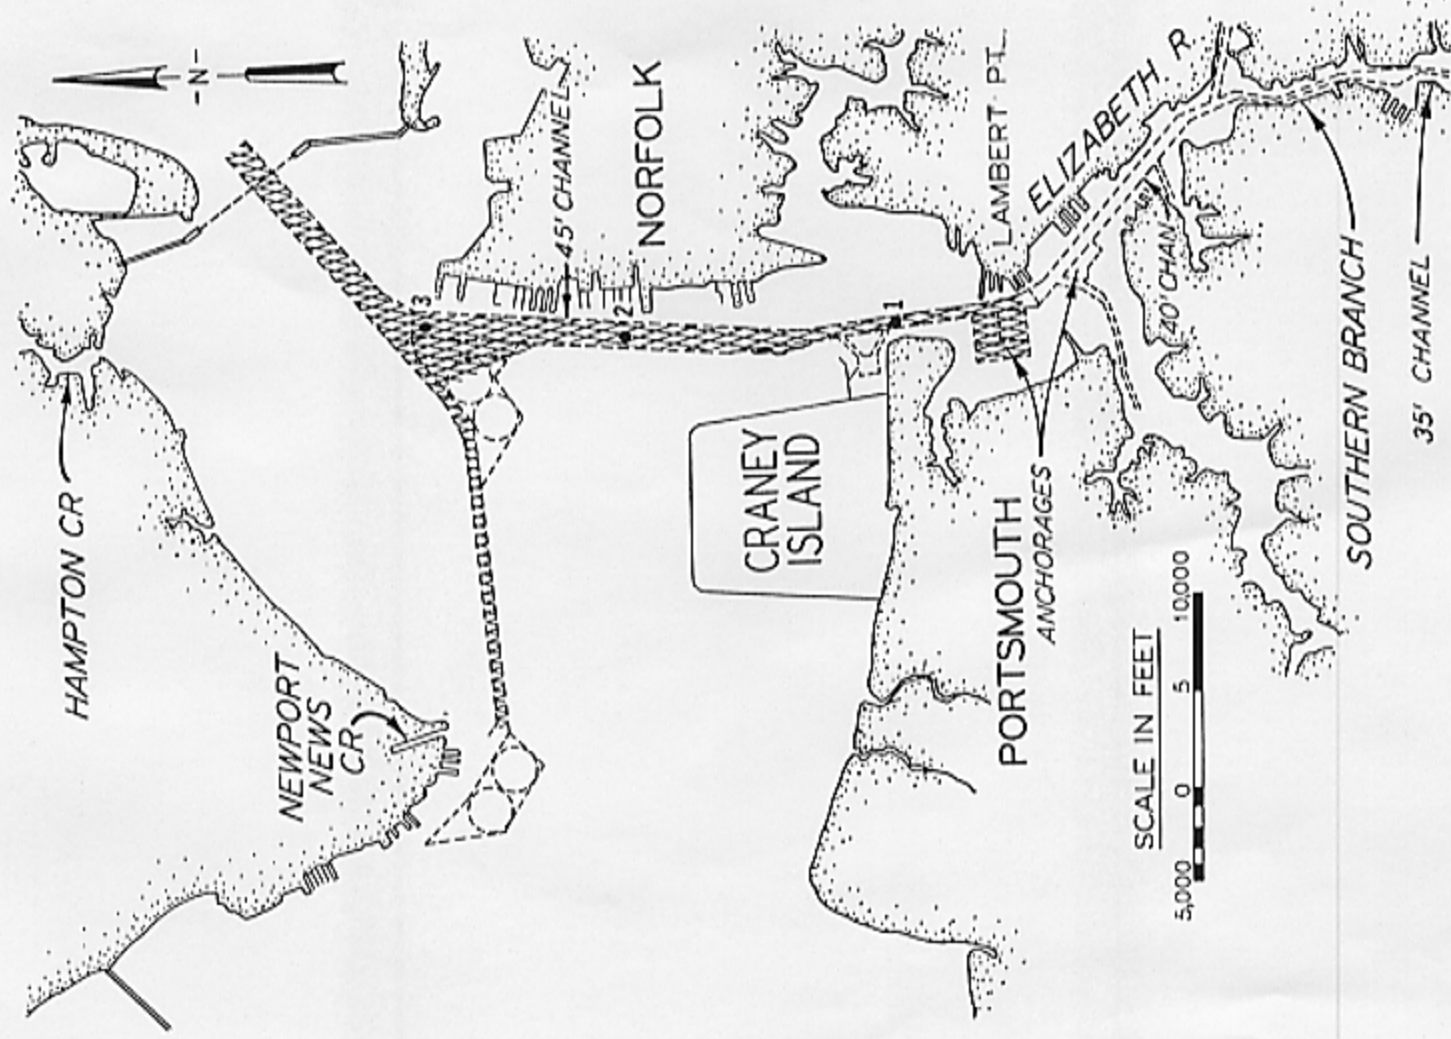 -N-
HAMPTON CR
NEWPORT
NEWS
CR
3
45' CHANNEL
2
NORFOLK
1
CRANEY
ISLAND
LAMBERT PT.
ELIZABETH R.
PORTSMOUTH
ANCHORAGES
40' CHAN
SOUTHERN BRANCH
35' CHANNEL
SCALE IN FEET
5,000 0 5 10,000